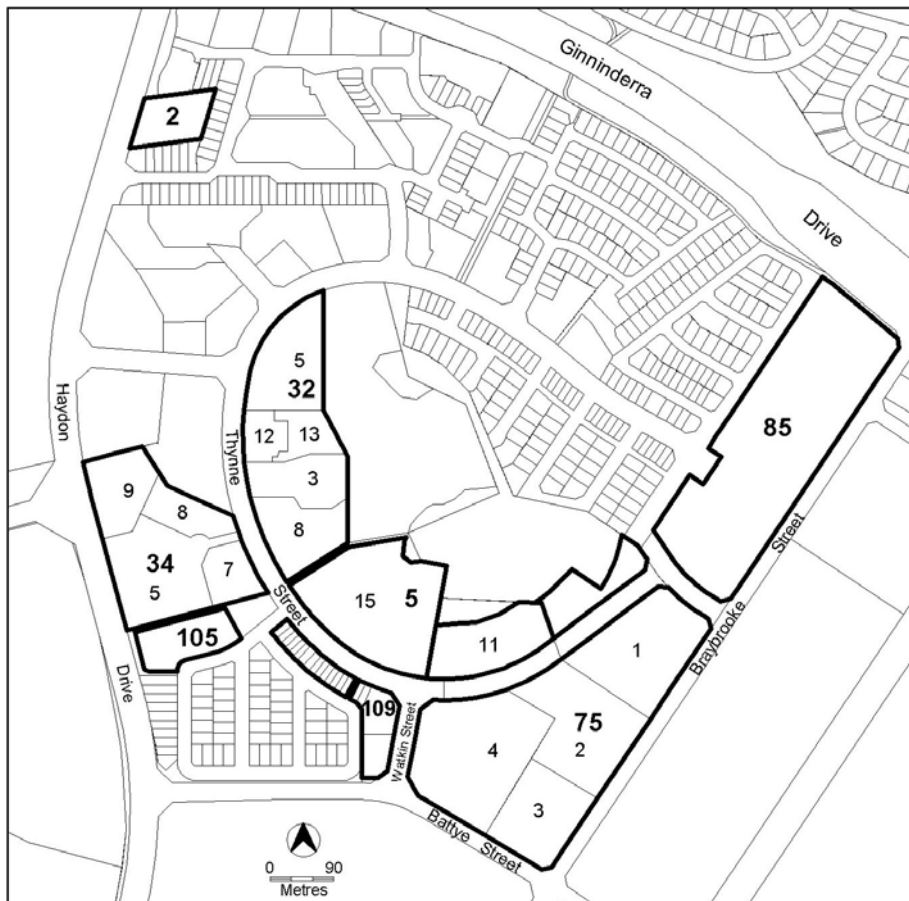 Ginninderra
Drive
2
5
32
12
13
3
8
Haydon
Thynne
9
8
34
5
7
105
Drive
Street
15
5
11
109
Watkin Street
85
Street
Braybrooke
1
75
2
4
3
Battye Street
0 90
Metres